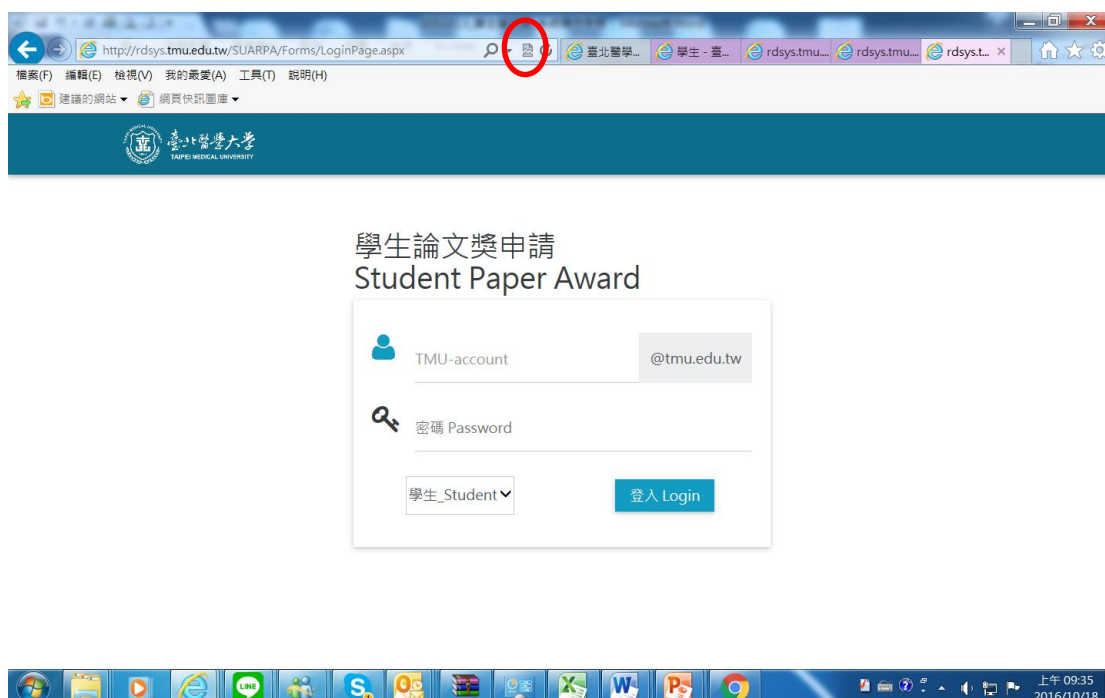 http://rdsys.tmu.edu.tw/SUARPA/Forms/LoginPage.aspx
臺北醫學...
學生 - 臺...
rdsys.tmu....
rdsys.tmu....
rdsys.t...
檔案(F) 編輯(E) 檢視(V) 我的最愛(A) 工具(T) 說明(H)
建議的網站 網頁快訊圖庫
臺北醫學大學
TAIPEI MEDICAL UNIVERSITY
學生論文獎申請
Student Paper Award
TMU-account @tmu.edu.tw
密碼 Password
學生_Student 登入 Login
LINE
上午 09:35
2016/10/18